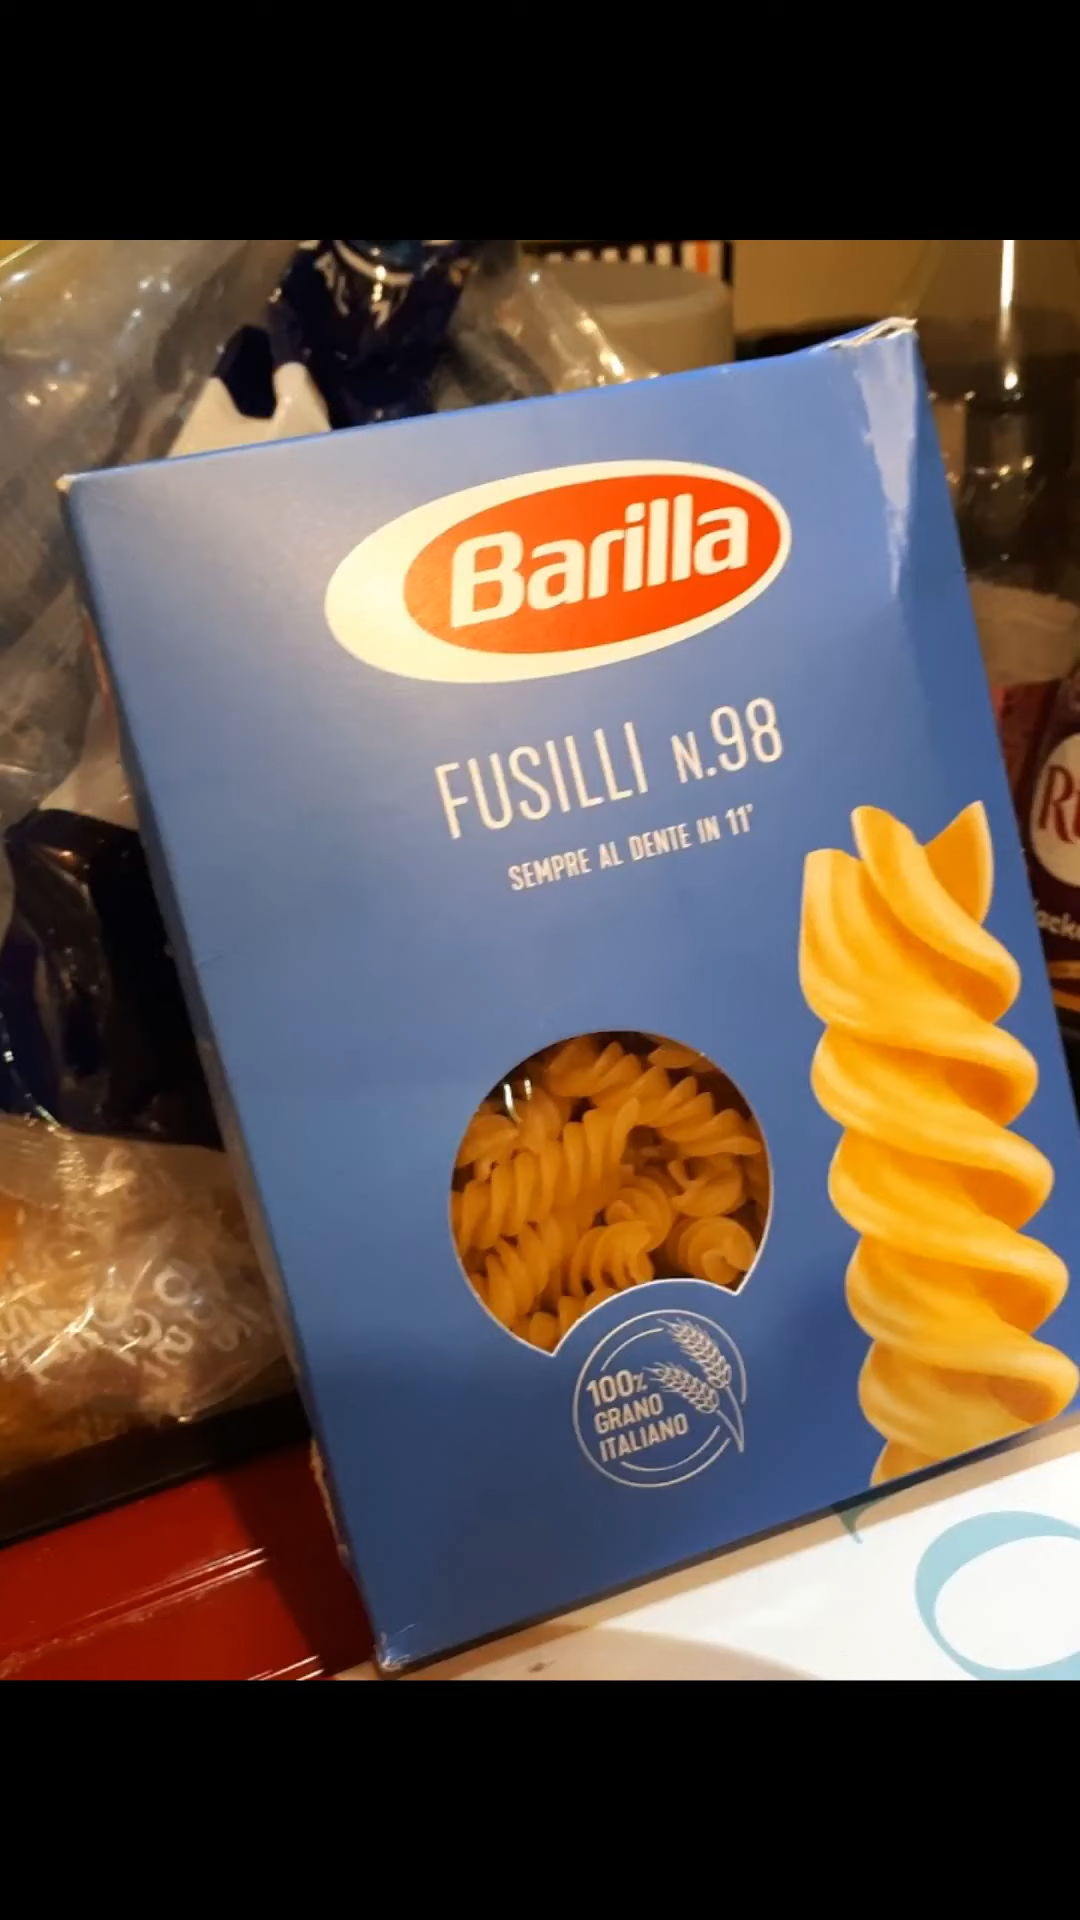 Barilla
FUSILLI N.98
SEMPRE AL DENTE IN 11'
100%
GRANO
ITALIANO